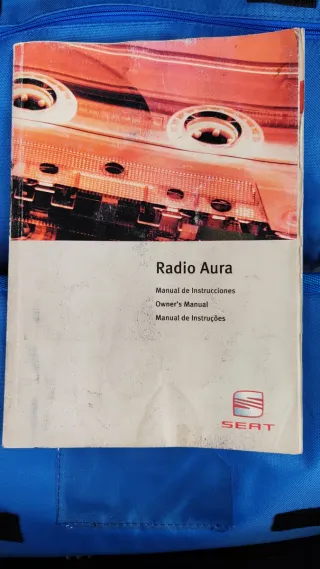 Radio Aura
Manual de Instrucciones
Owner's Manual
Manual de Instruções
SEAT